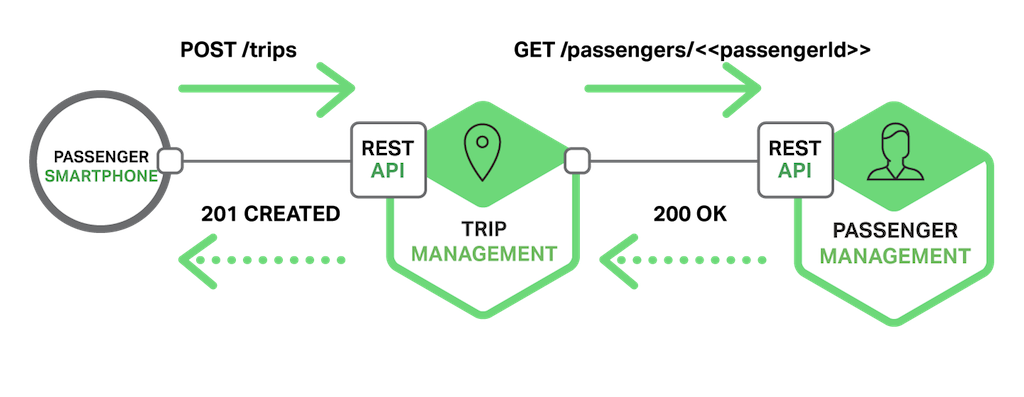 POST /trips
GET /passengers/<<passengerId>>
PASSENGER
SMARTPHONE
REST
API
REST
API
201 CREATED
TRIP
MANAGEMENT
200 OK
PASSENGER
MANAGEMENT